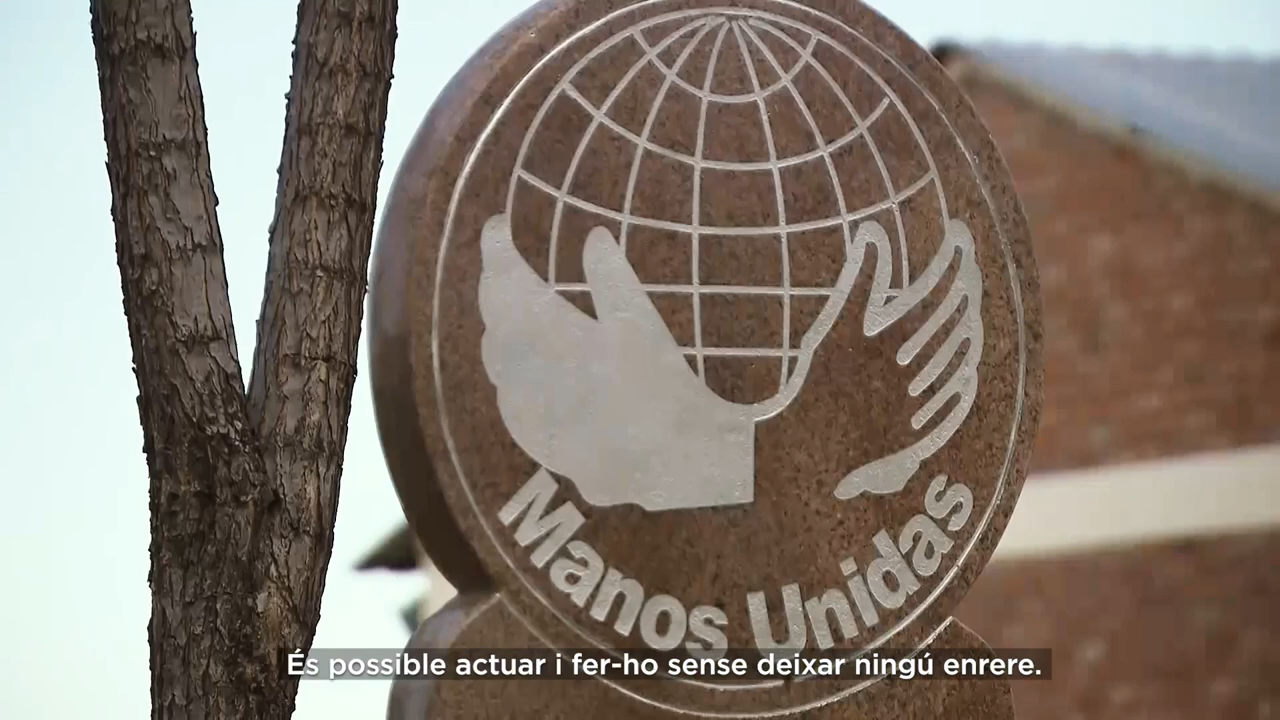 Manos Unidas
És possible actuar i fer-ho sense deixar ningú enrere.